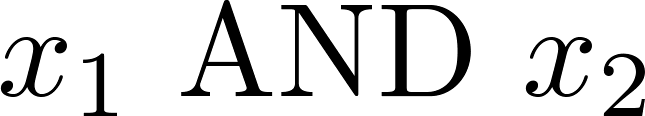 x₁ AND x₂